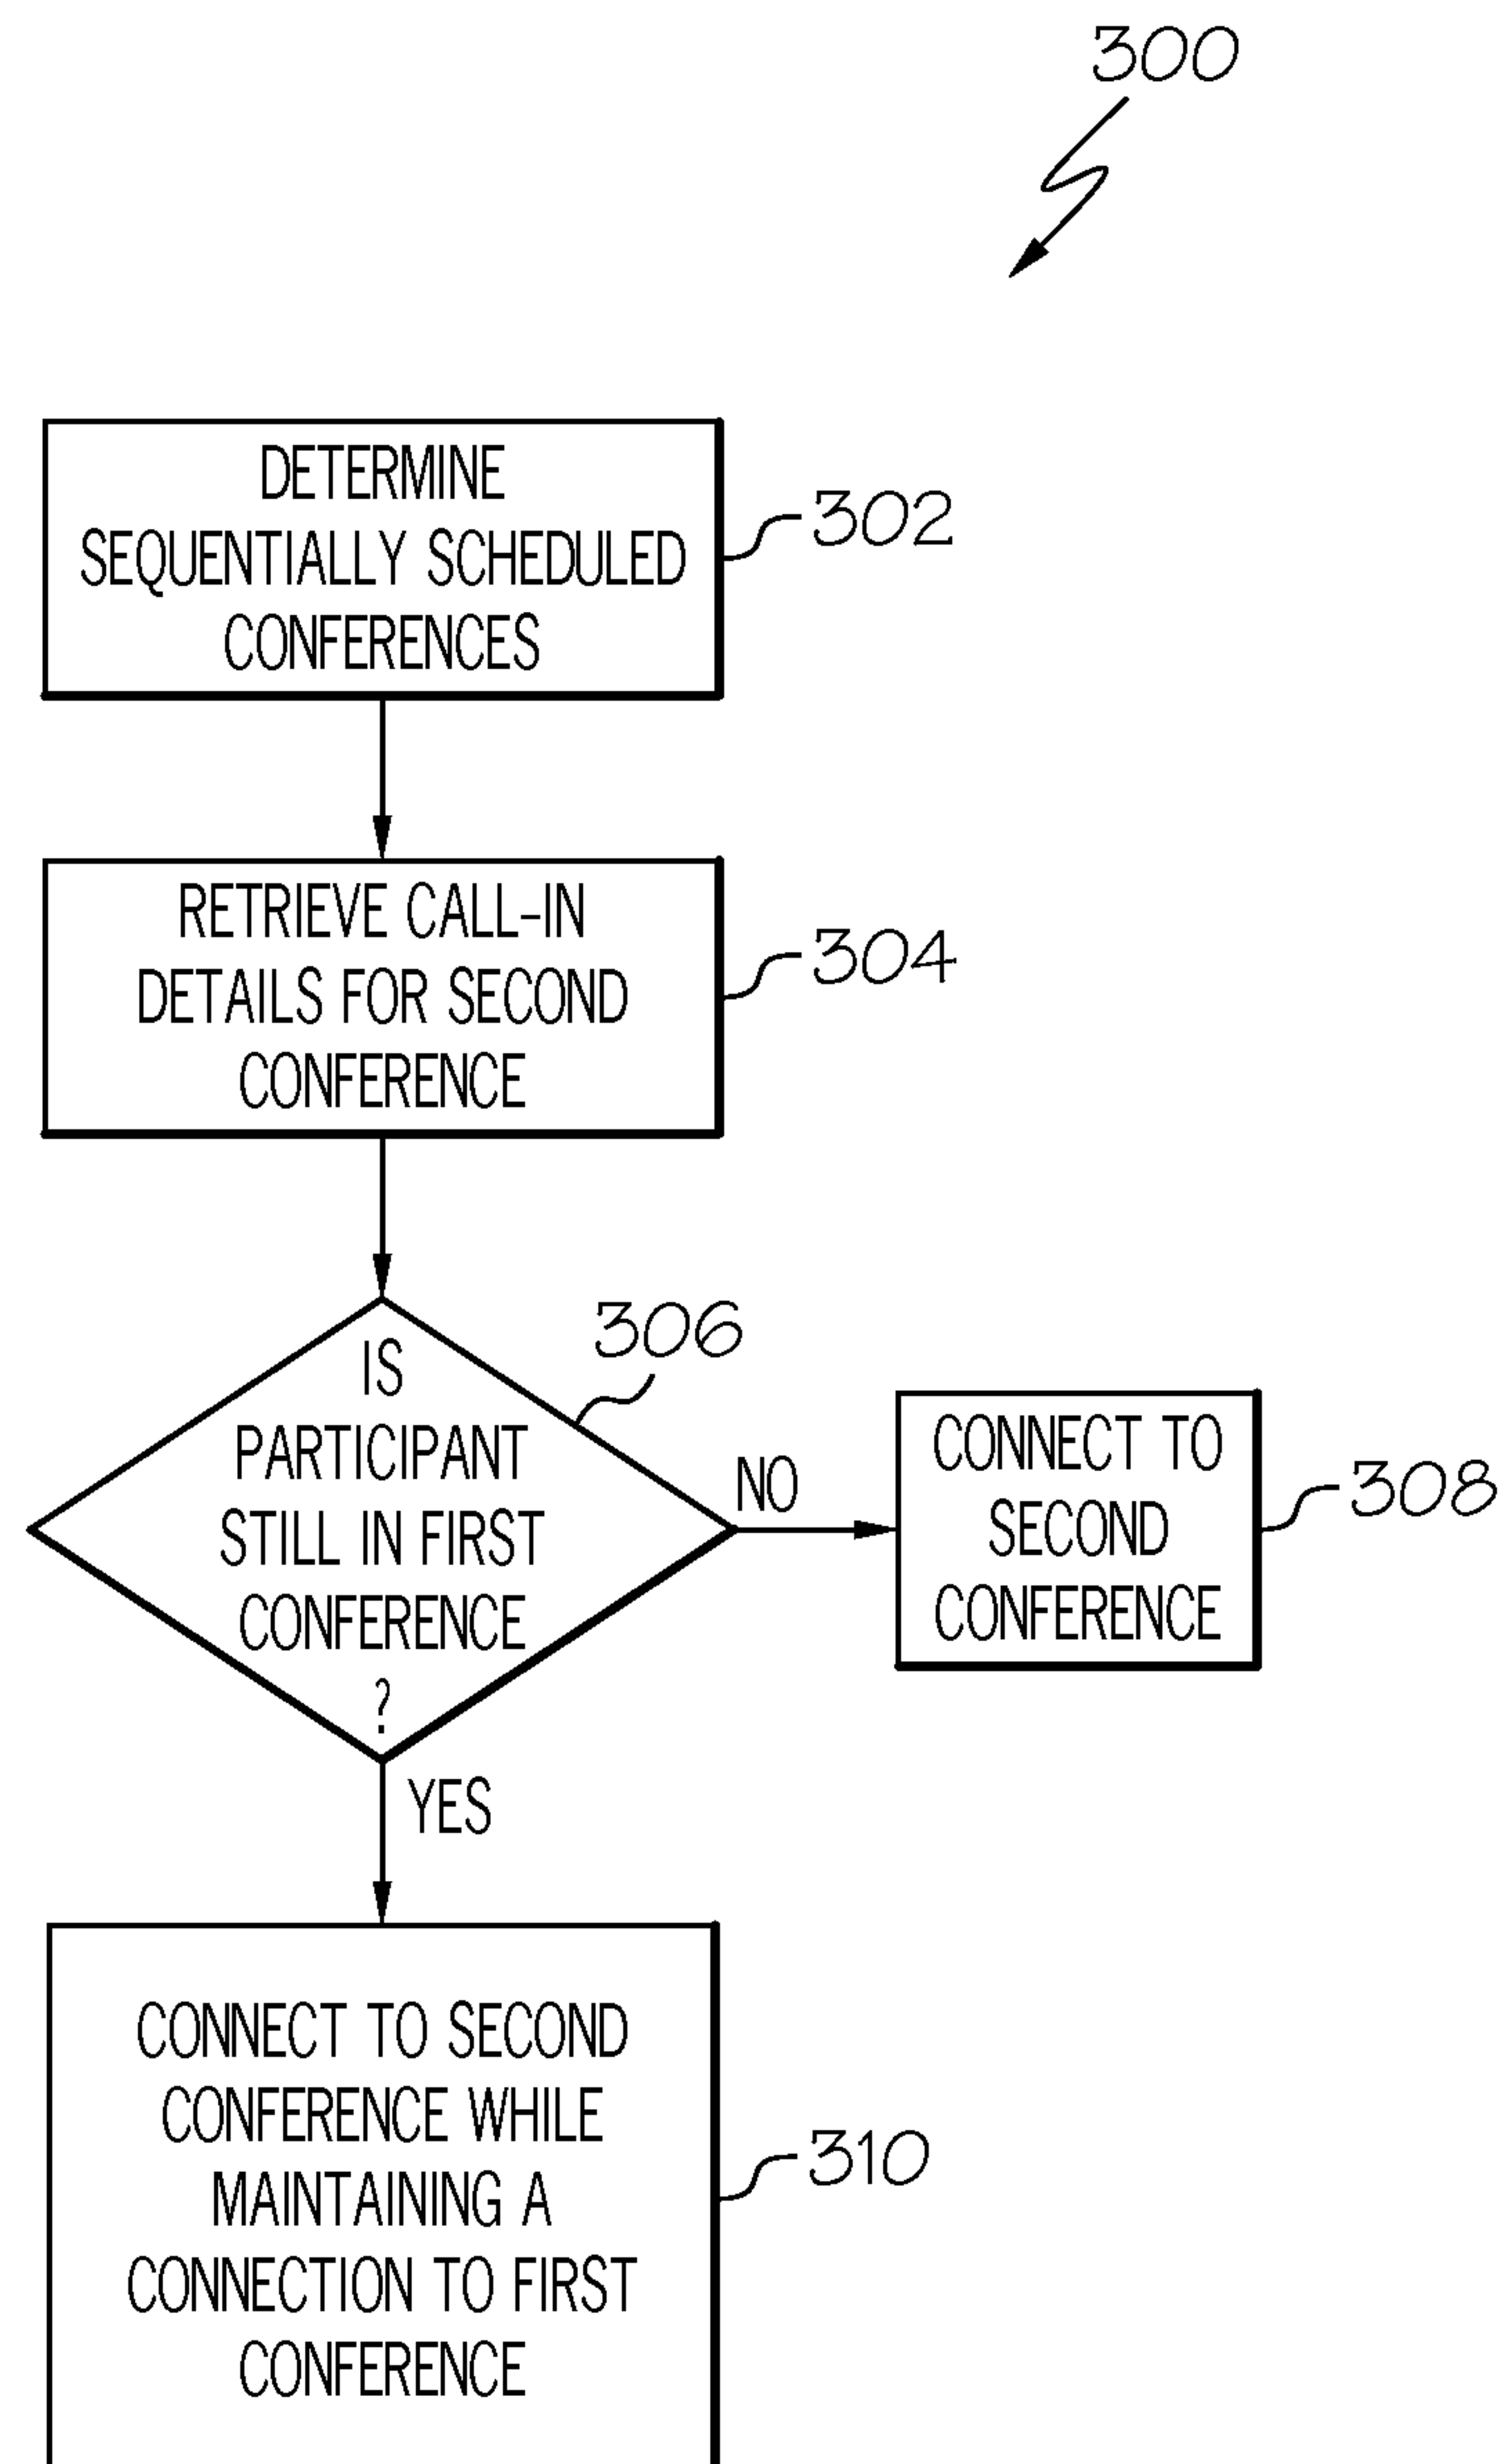 300
DETERMINE
SEQUENTIALLY SCHEDULED
CONFERENCES
302
RETRIEVE CALL-IN
DETAILS FOR SECOND
CONFERENCE
304
IS
PARTICIPANT
STILL IN FIRST
CONFERENCE
?
306
NO
CONNECT TO
SECOND
CONFERENCE
308
YES
CONNECT TO SECOND
CONFERENCE WHILE
MAINTAINING A
CONNECTION TO FIRST
CONFERENCE
310